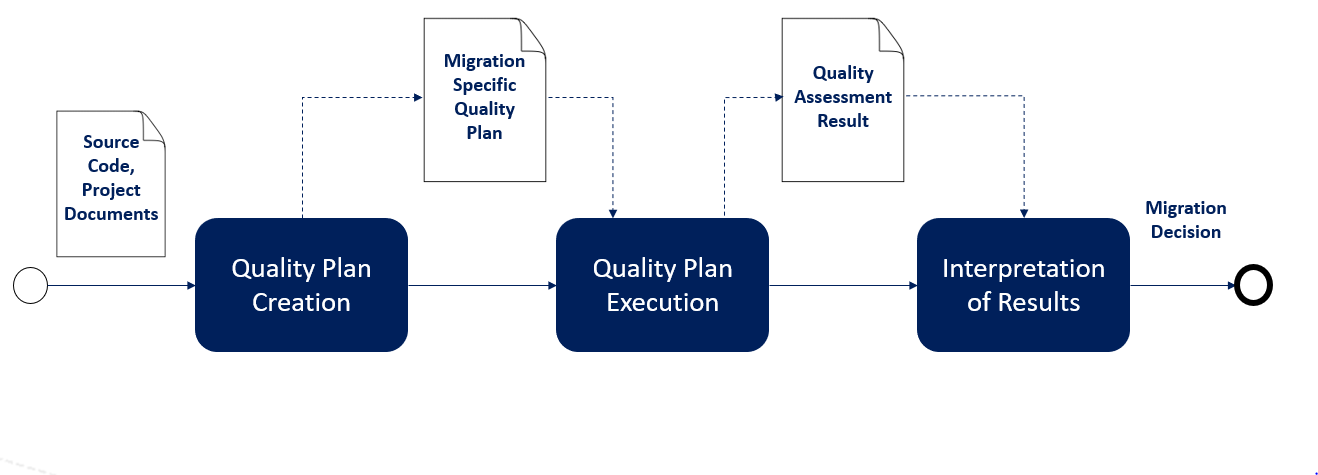 Source
Code,
Project
Documents
Migration
Specific
Quality
Plan
Quality
Assessment
Result
Quality Plan
Creation
Quality Plan
Execution
Interpretation
of Results
Migration
Decision